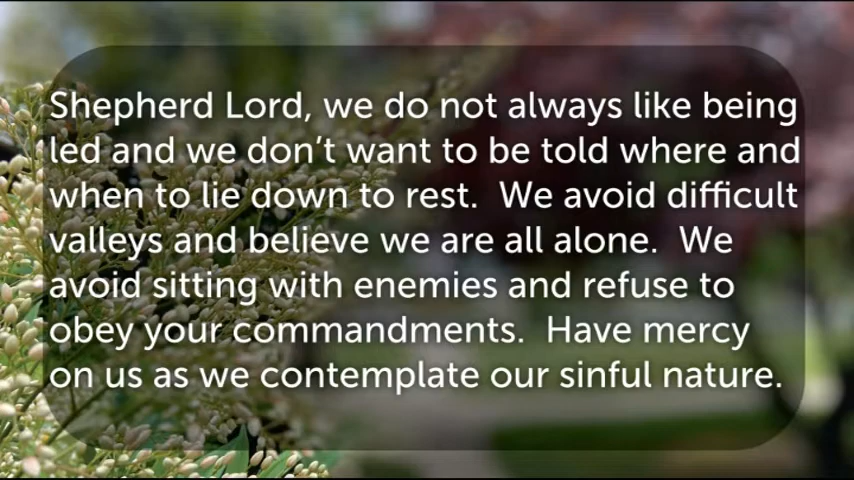 Shepherd Lord, we do not always like being
led and we don’t want to be told where and
when to lie down to rest.  We avoid difficult
valleys and believe we are all alone.  We
avoid sitting with enemies and refuse to
obey your commandments.  Have mercy
on us as we contemplate our sinful nature.